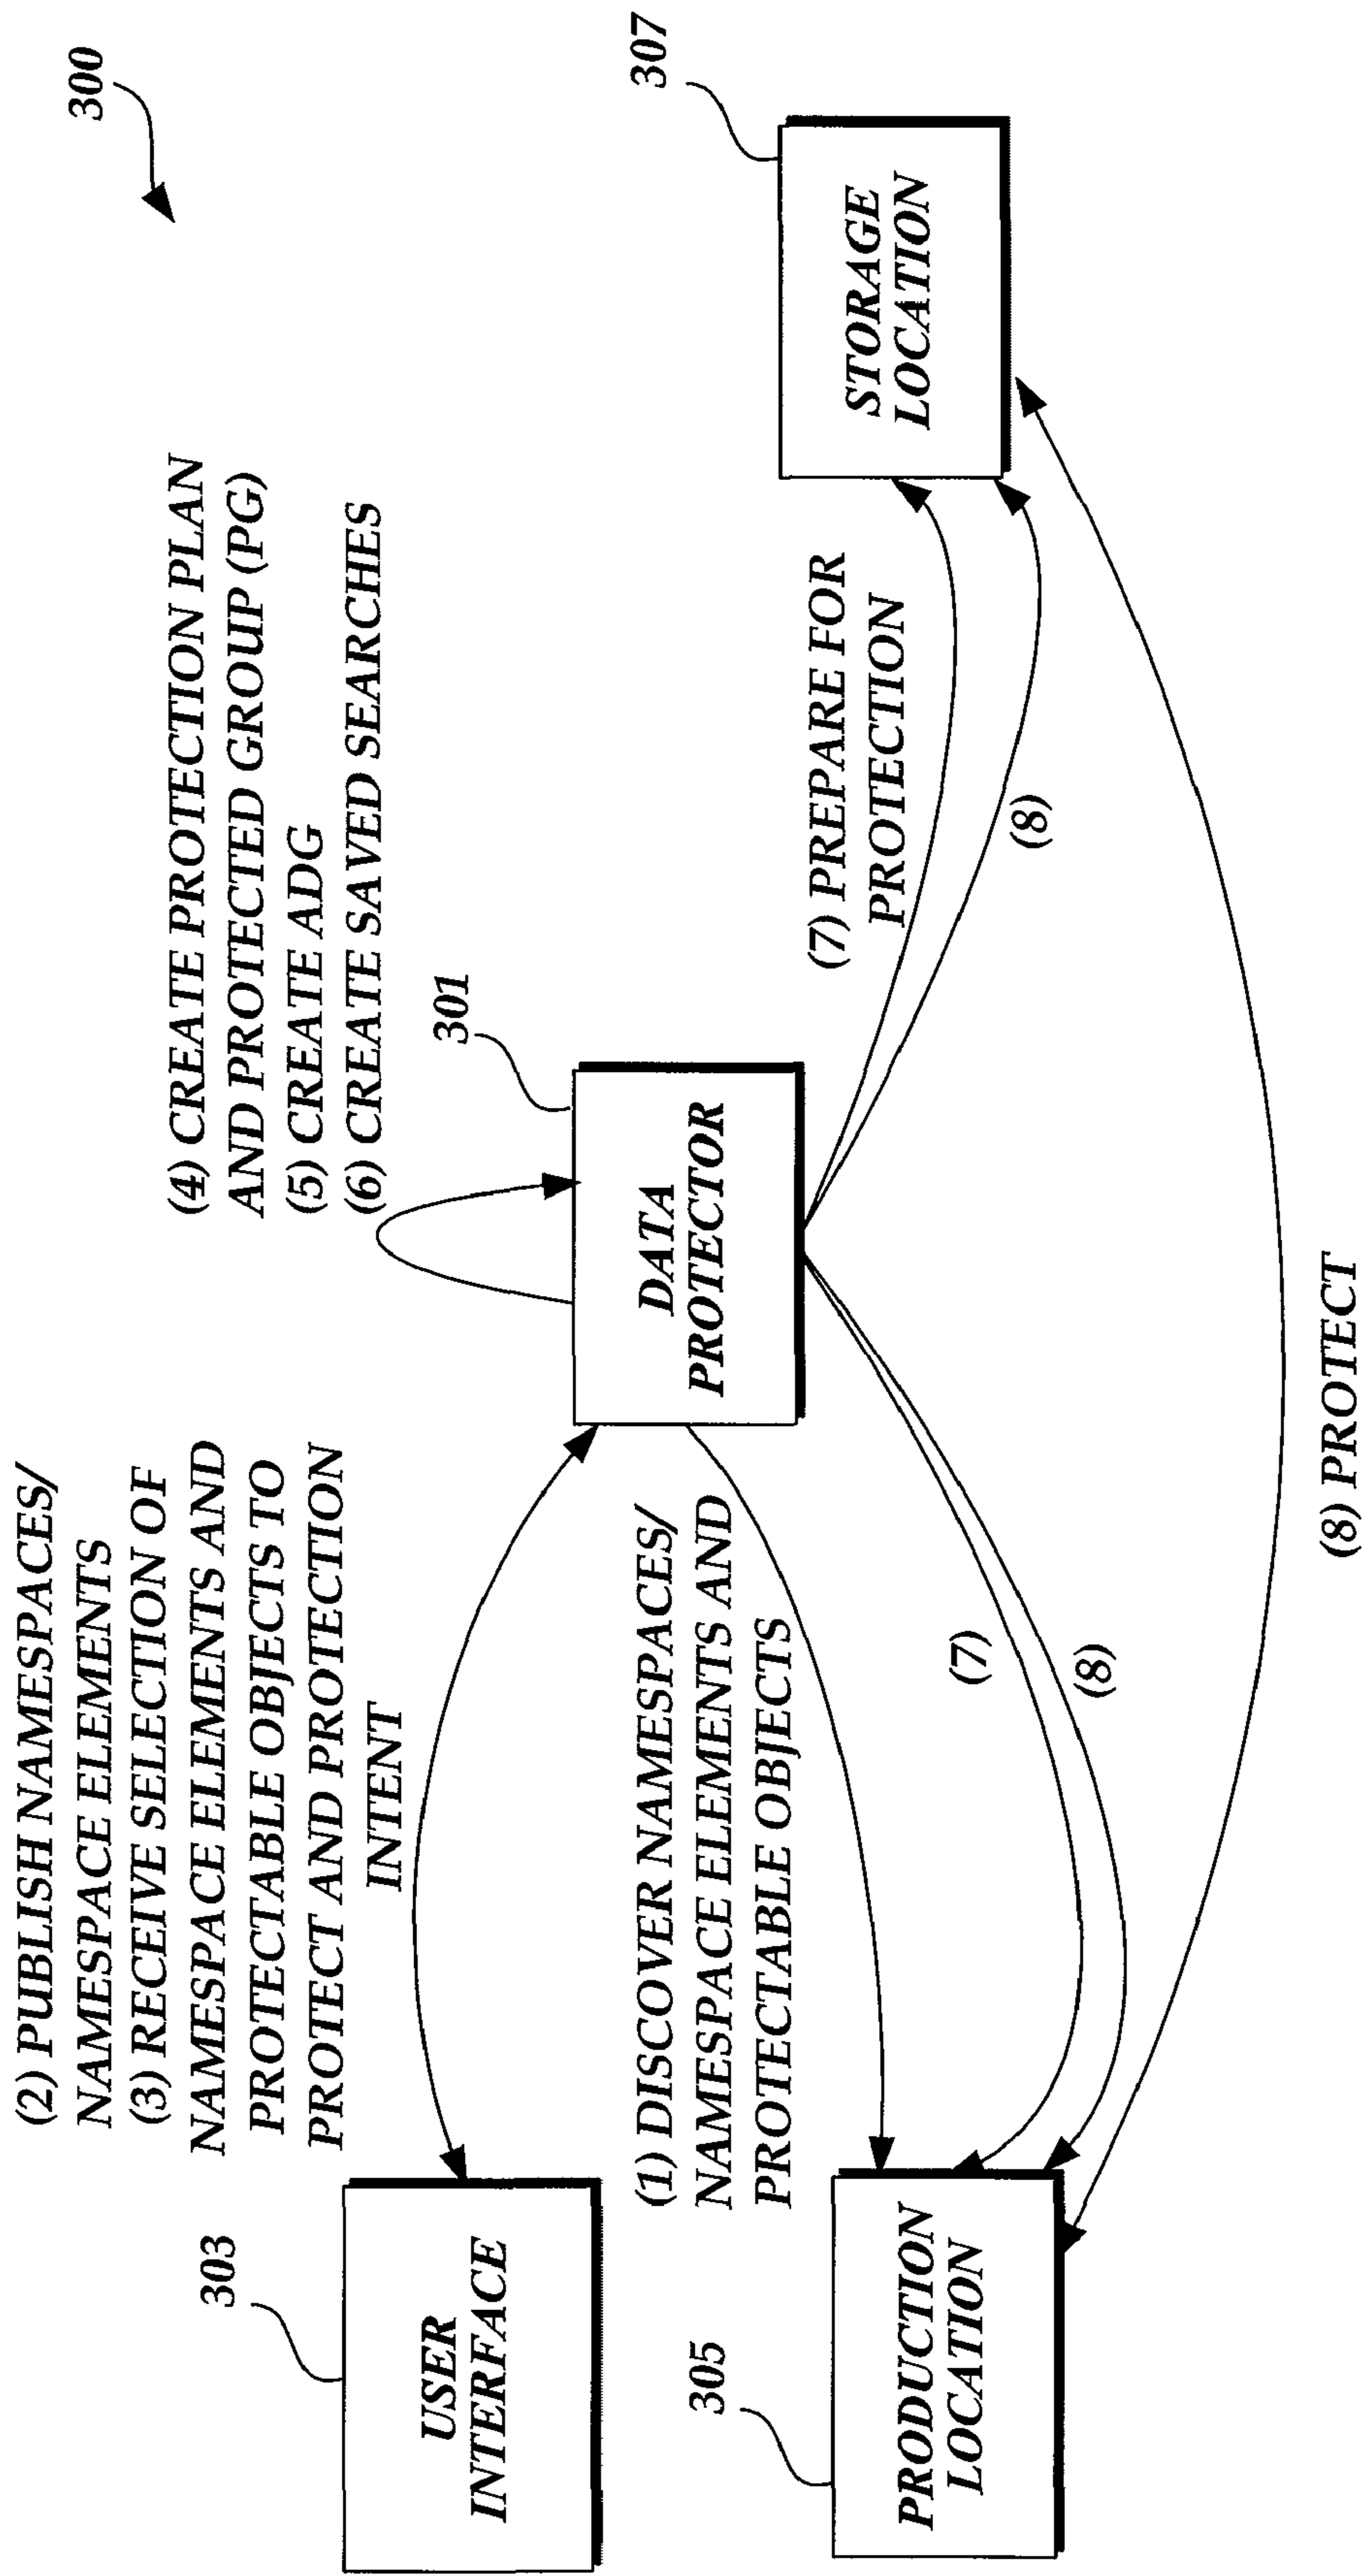 300
(2) PUBLISH NAMESPACES/
NAMESPACE ELEMENTS
(3) RECEIVE SELECTION OF
NAMESPACE ELEMENTS AND
PROTECTABLE OBJECTS TO
PROTECT AND PROTECTION
INTENT
(4) CREATE PROTECTION PLAN
AND PROTECTED GROUP (PG)
(5) CREATE ADG
(6) CREATE SAVED SEARCHES
303
USER
INTERFACE
301
DATA
PROTECTOR
307
STORAGE
LOCATION
(1) DISCOVER NAMESPACES/
NAMESPACE ELEMENTS AND
PROTECTABLE OBJECTS
305
PRODUCTION
LOCATION
(7)
(8)
(7) PREPARE FOR
PROTECTION
(8)
(8) PROTECT